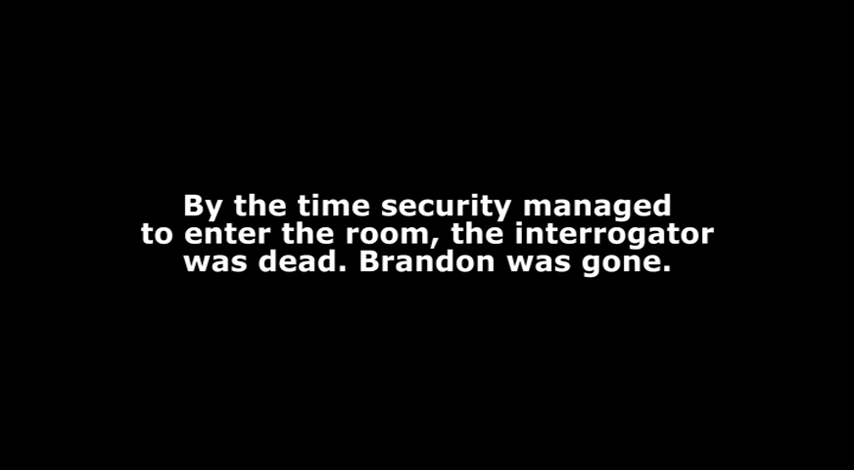 By the time security managed
to enter the room, the interrogator
was dead. Brandon was gone.